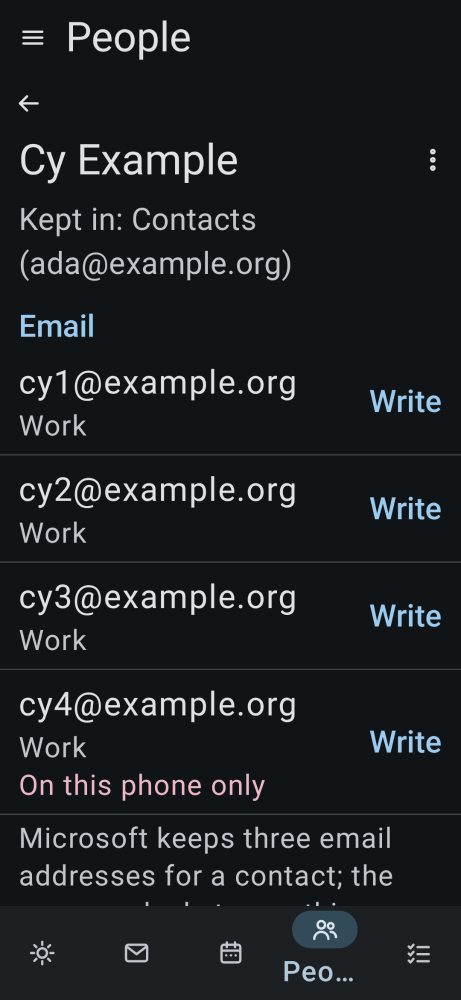 People
Cy Example
Kept in: Contacts
(ada@example.org)
Email
cy1@example.org
Work
Write
cy2@example.org
Work
Write
cy3@example.org
Work
Write
cy4@example.org
Work
On this phone only
Write
Microsoft keeps three email
addresses for a contact; the
Peo…